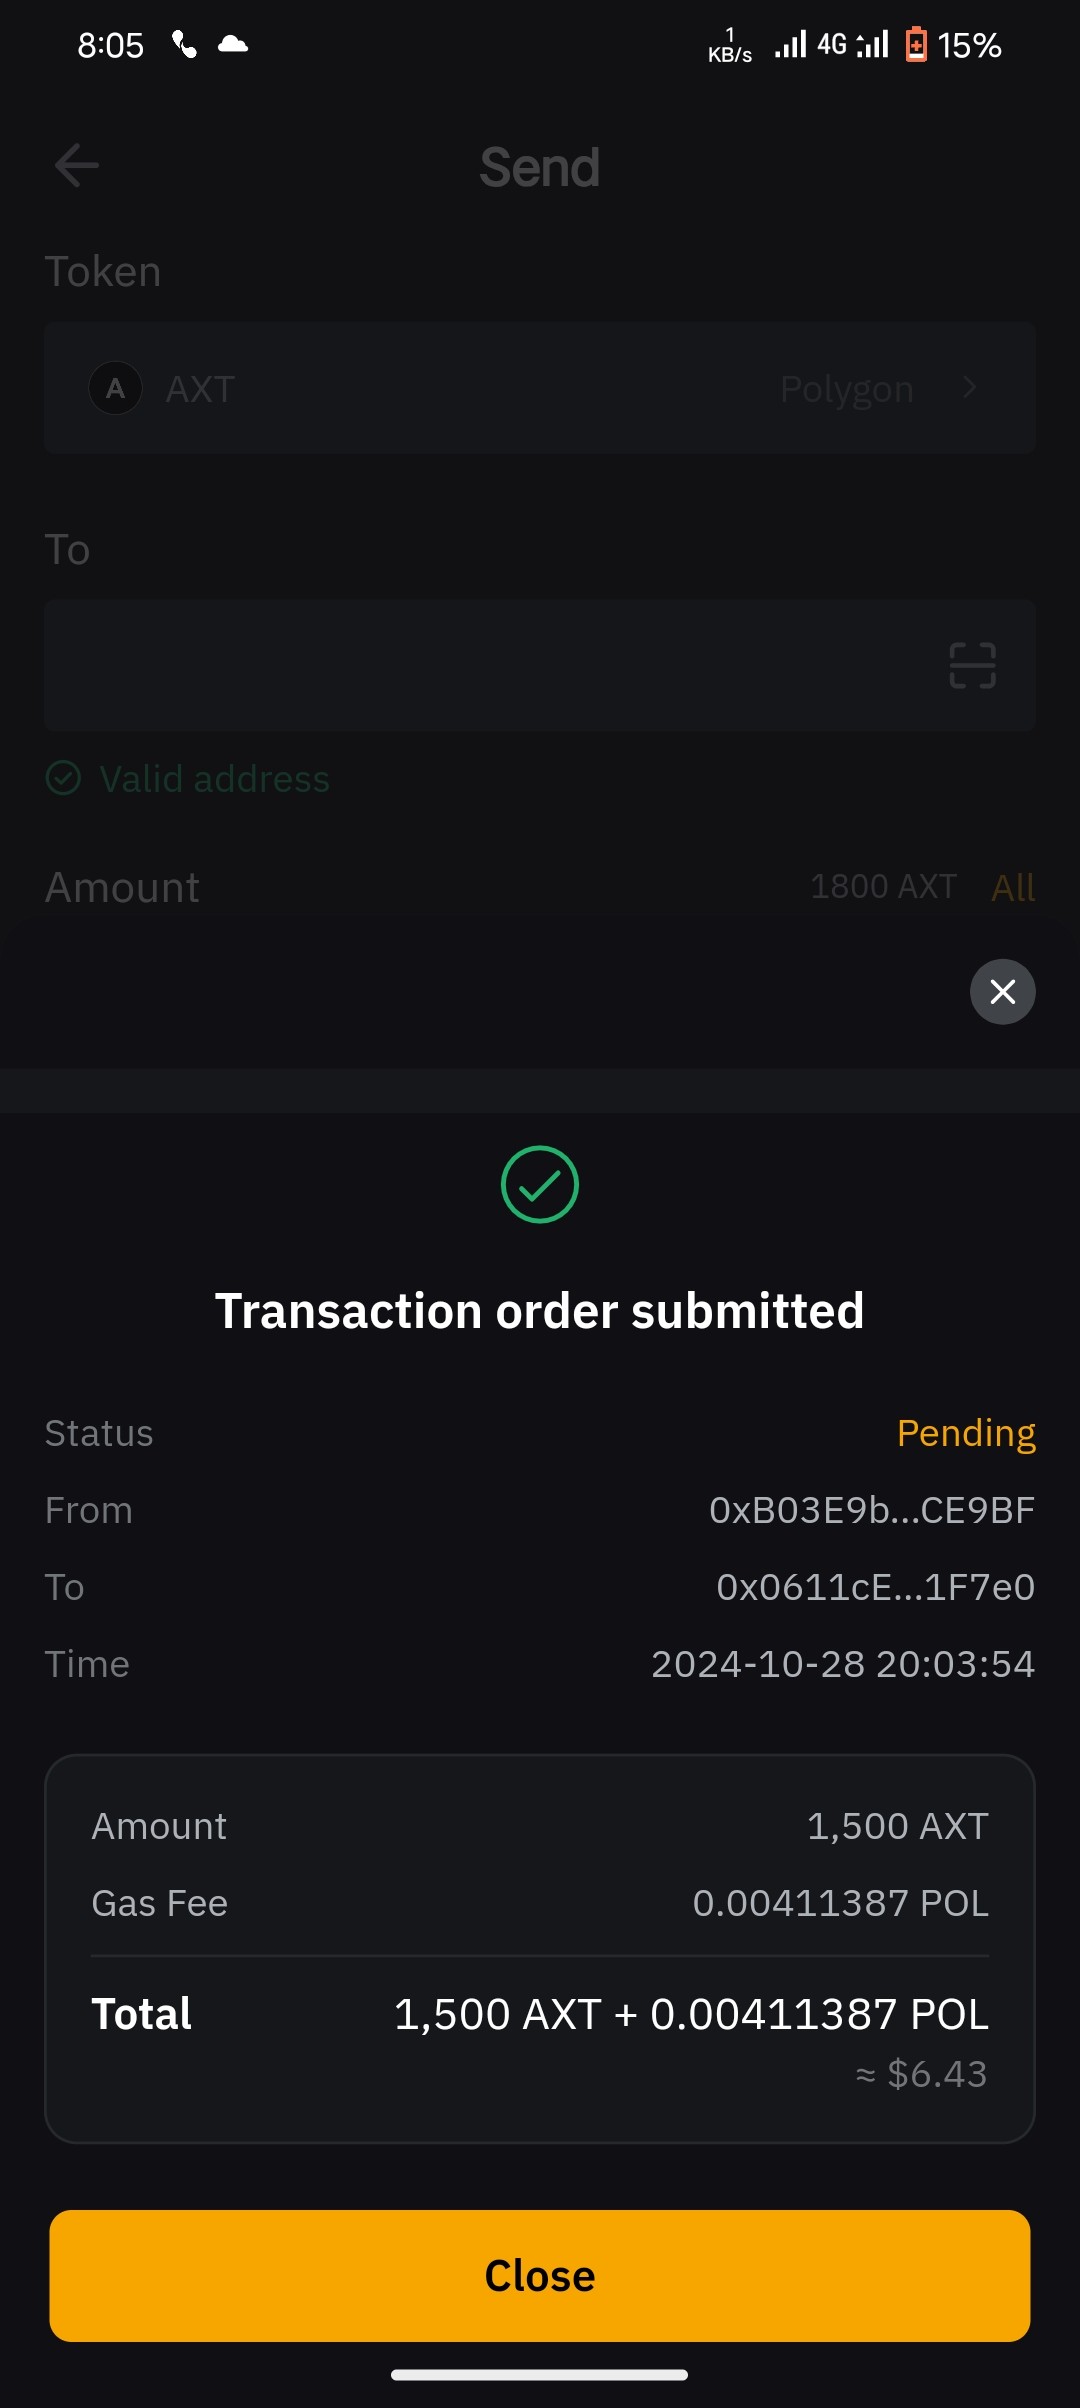 8:05 1 KB/s 4G 15%
Send
Token
A AXT Polygon
To
Valid address
Amount 1800 AXT All
Transaction order submitted
Status Pending
From 0xB03E9b...CE9BF
To 0x0611cE...1F7e0
Time 2024-10-28 20:03:54
Amount 1,500 AXT
Gas Fee 0.00411387 POL
Total 1,500 AXT + 0.00411387 POL
≈ $6.43
Close